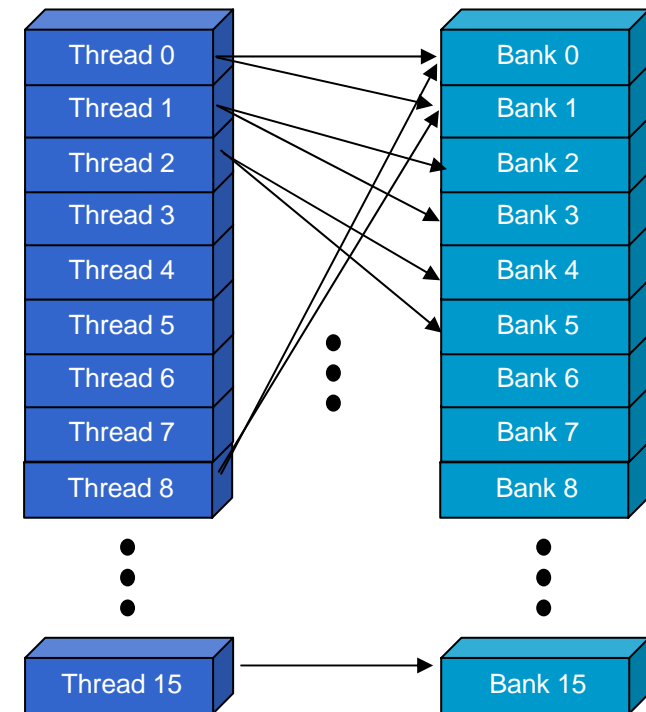 Thread 0
Thread 1
Thread 2
Thread 3
Thread 4
Thread 5
Thread 6
Thread 7
Thread 8
Thread 15
Bank 0
Bank 1
Bank 2
Bank 3
Bank 4
Bank 5
Bank 6
Bank 7
Bank 8
Bank 15